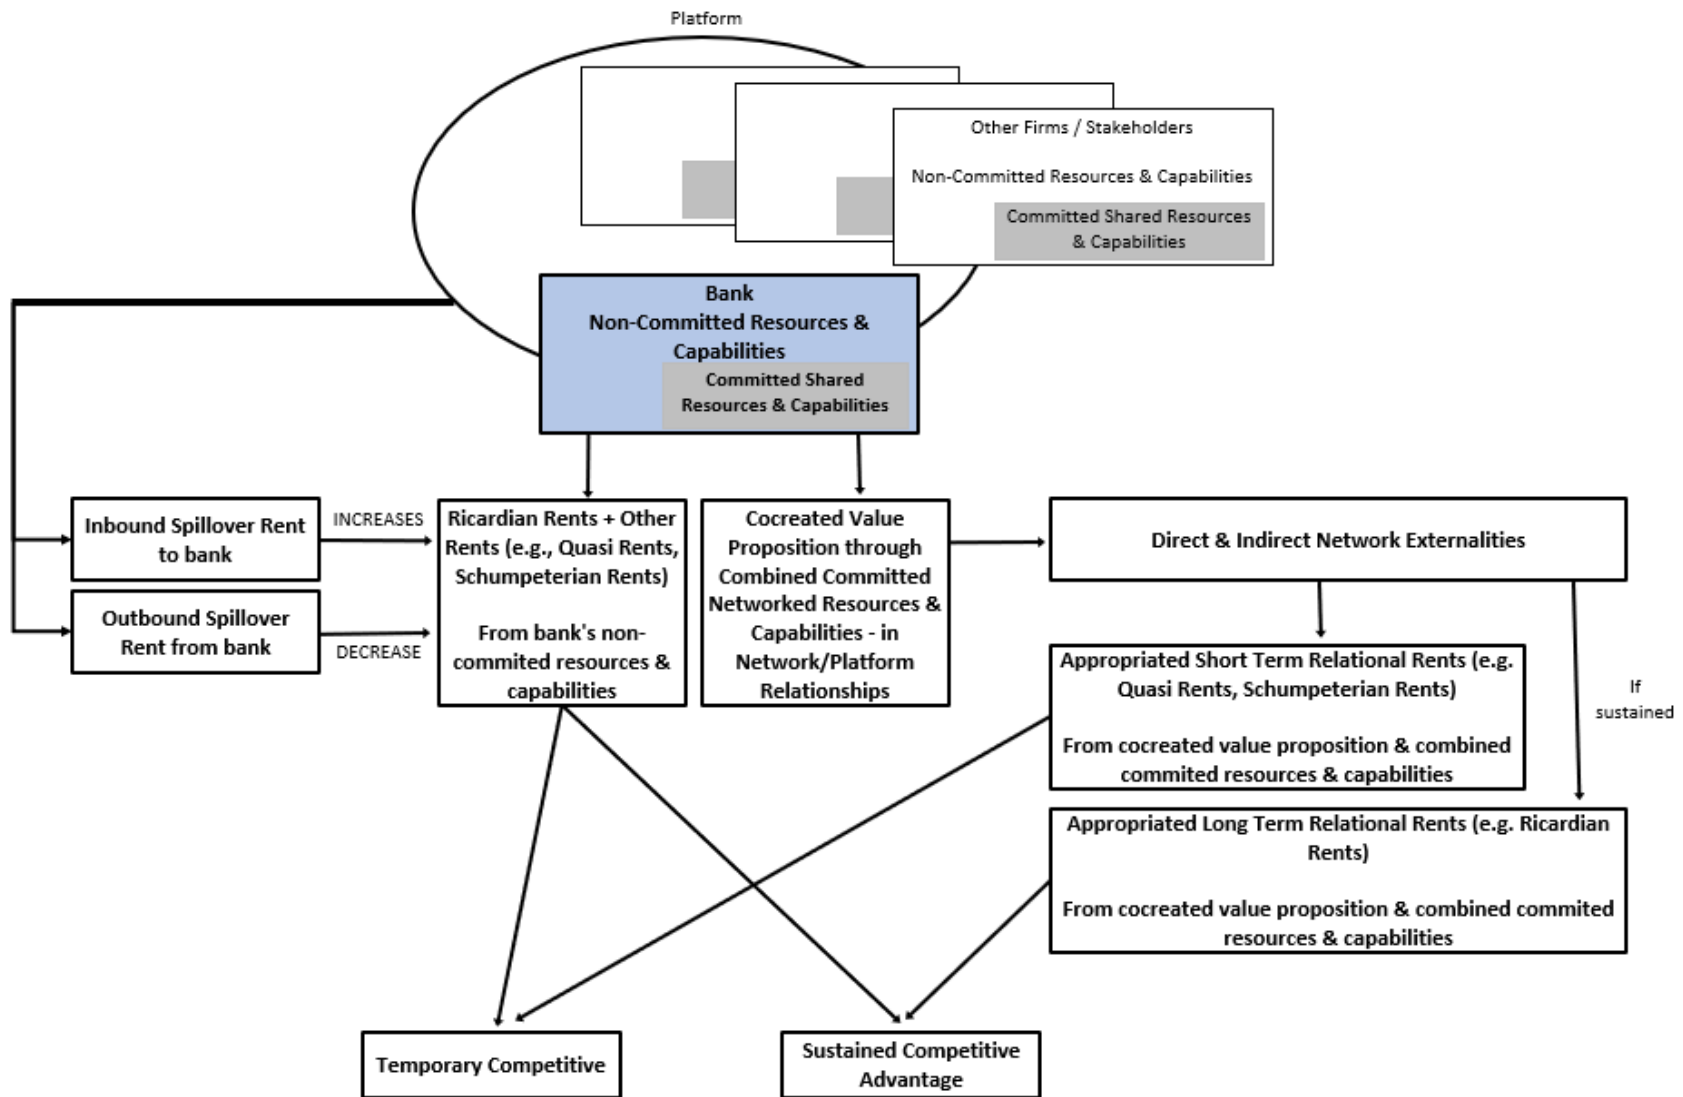 Platform
Other Firms / Stakeholders
Non-Committed Resources & Capabilities
Committed Shared Resources
& Capabilities
Bank
Non-Committed Resources &
Capabilities
Committed Shared
Resources & Capabilities
Inbound Spillover Rent
to bank
INCREASES
Outbound Spillover
Rent from bank
DECREASE
Ricardian Rents + Other
Rents (e.g., Quasi Rents,
Schumpeterian Rents)
From bank's non-
commited resources &
capabilities
Cocreated Value
Proposition through
Combined Committed
Networked Resources &
Capabilities - in
Network/Platform
Relationships
Direct & Indirect Network Externalities
Appropriated Short Term Relational Rents (e.g.
Quasi Rents, Schumpeterian Rents)
From cocreated value proposition & combined
commited resources & capabilities
If
sustained
Appropriated Long Term Relational Rents (e.g. Ricardian
Rents)
From cocreated value proposition & combined commited
resources & capabilities
Temporary Competitive
Sustained Competitive
Advantage